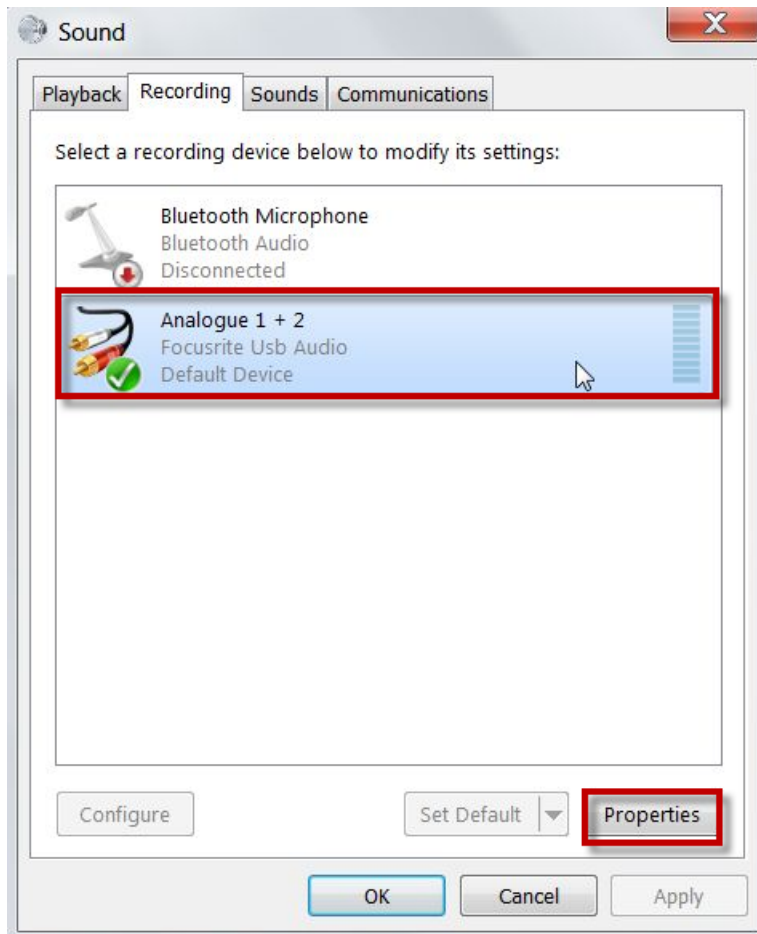 Sound
Playback Recording Sounds Communications
Select a recording device below to modify its settings:
Bluetooth Microphone
Bluetooth Audio
Disconnected
Analogue 1 + 2
Focusrite Usb Audio
Default Device
Configure Set Default Properties
OK Cancel Apply